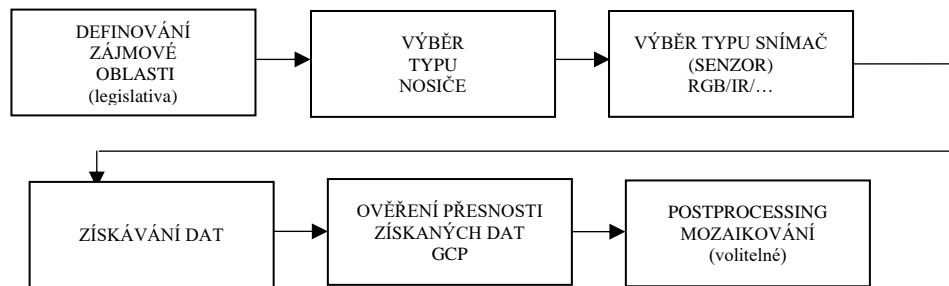 DEFINOVÁNÍ
ZÁJMOVÉ
OBLASTI
(legislativa)
VÝBĚR
TYPU
NOSIČE
VÝBĚR TYPU SNÍMAČ
(SENZOR)
RGB/IR/…
ZÍSKÁVÁNÍ DAT
OVĚŘENÍ PŘESNOSTI
ZÍSKANÝCH DAT
GCP
POSTPROCESSING
MOZAIKOVÁNÍ
(volitelné)